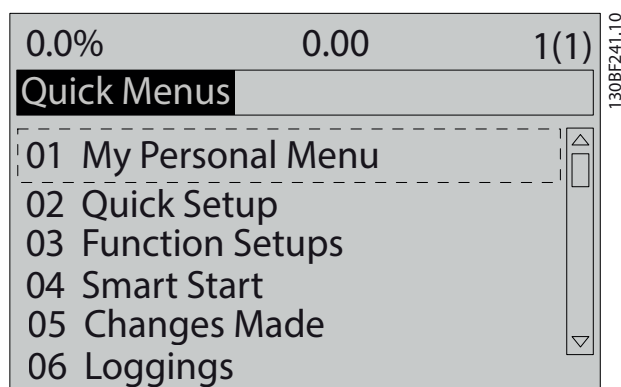 0.0% 0.00 1(1)
Quick Menus
01 My Personal Menu
02 Quick Setup
03 Function Setups
04 Smart Start
05 Changes Made
06 Loggings
130BF241.10